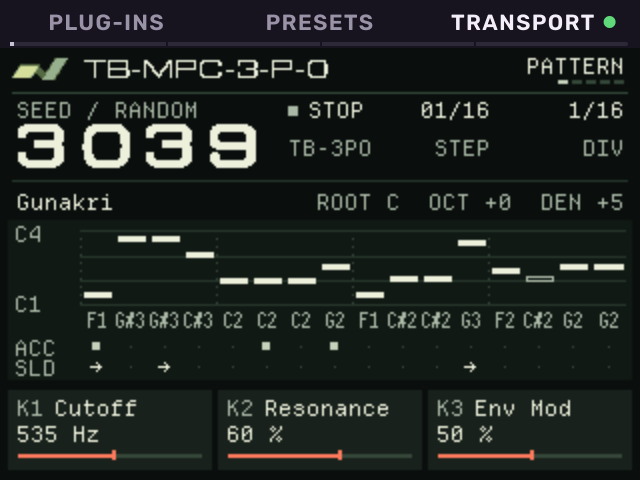 PLUG-INS PRESETS TRANSPORT
TB-MPC-3-P-O PATTERN
SEED / RANDOM STOP 01/16 1/16
3039 TB-3PO STEP DIV
Gunakri ROOT C OCT +0 DEN +5
C4
C1
F1 G#3 G#3 C#3 C2 C2 C2 G2 F1 C#2 C#2 G3 F2 C#2 G2 G2
ACC
SLD
K1 Cutoff K2 Resonance K3 Env Mod
535 Hz 60 % 50 %